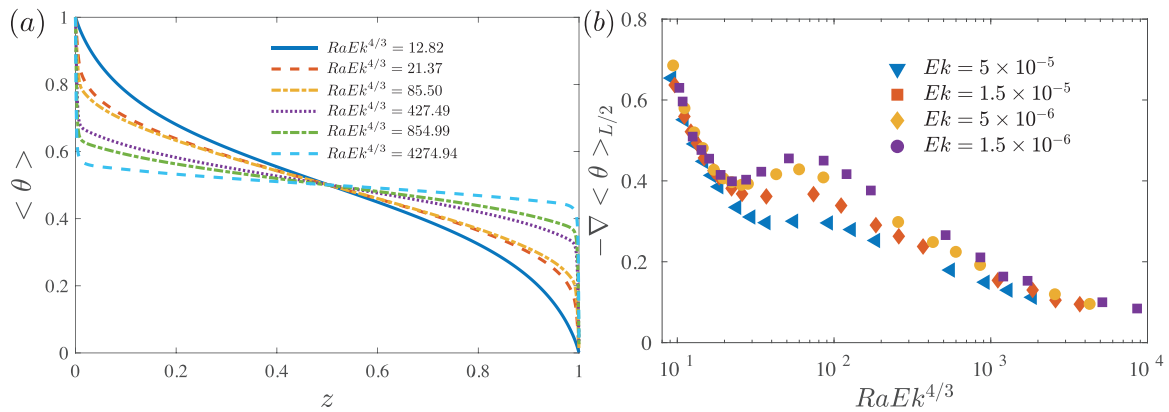 (a)
1
0.8
0.6
0.4
0.2
0
0
0.2
0.4
0.6
0.8
1
< θ >
z
RaEk^{4/3} = 12.82
RaEk^{4/3} = 21.37
RaEk^{4/3} = 85.50
RaEk^{4/3} = 427.49
RaEk^{4/3} = 854.99
RaEk^{4/3} = 4274.94
(b)
0.8
0.6
0.4
0.2
0
10^1
10^2
10^3
10^4
−∇ < θ >_{L/2}
RaEk^{4/3}
Ek = 5 × 10^{-5}
Ek = 1.5 × 10^{-5}
Ek = 5 × 10^{-6}
Ek = 1.5 × 10^{-6}